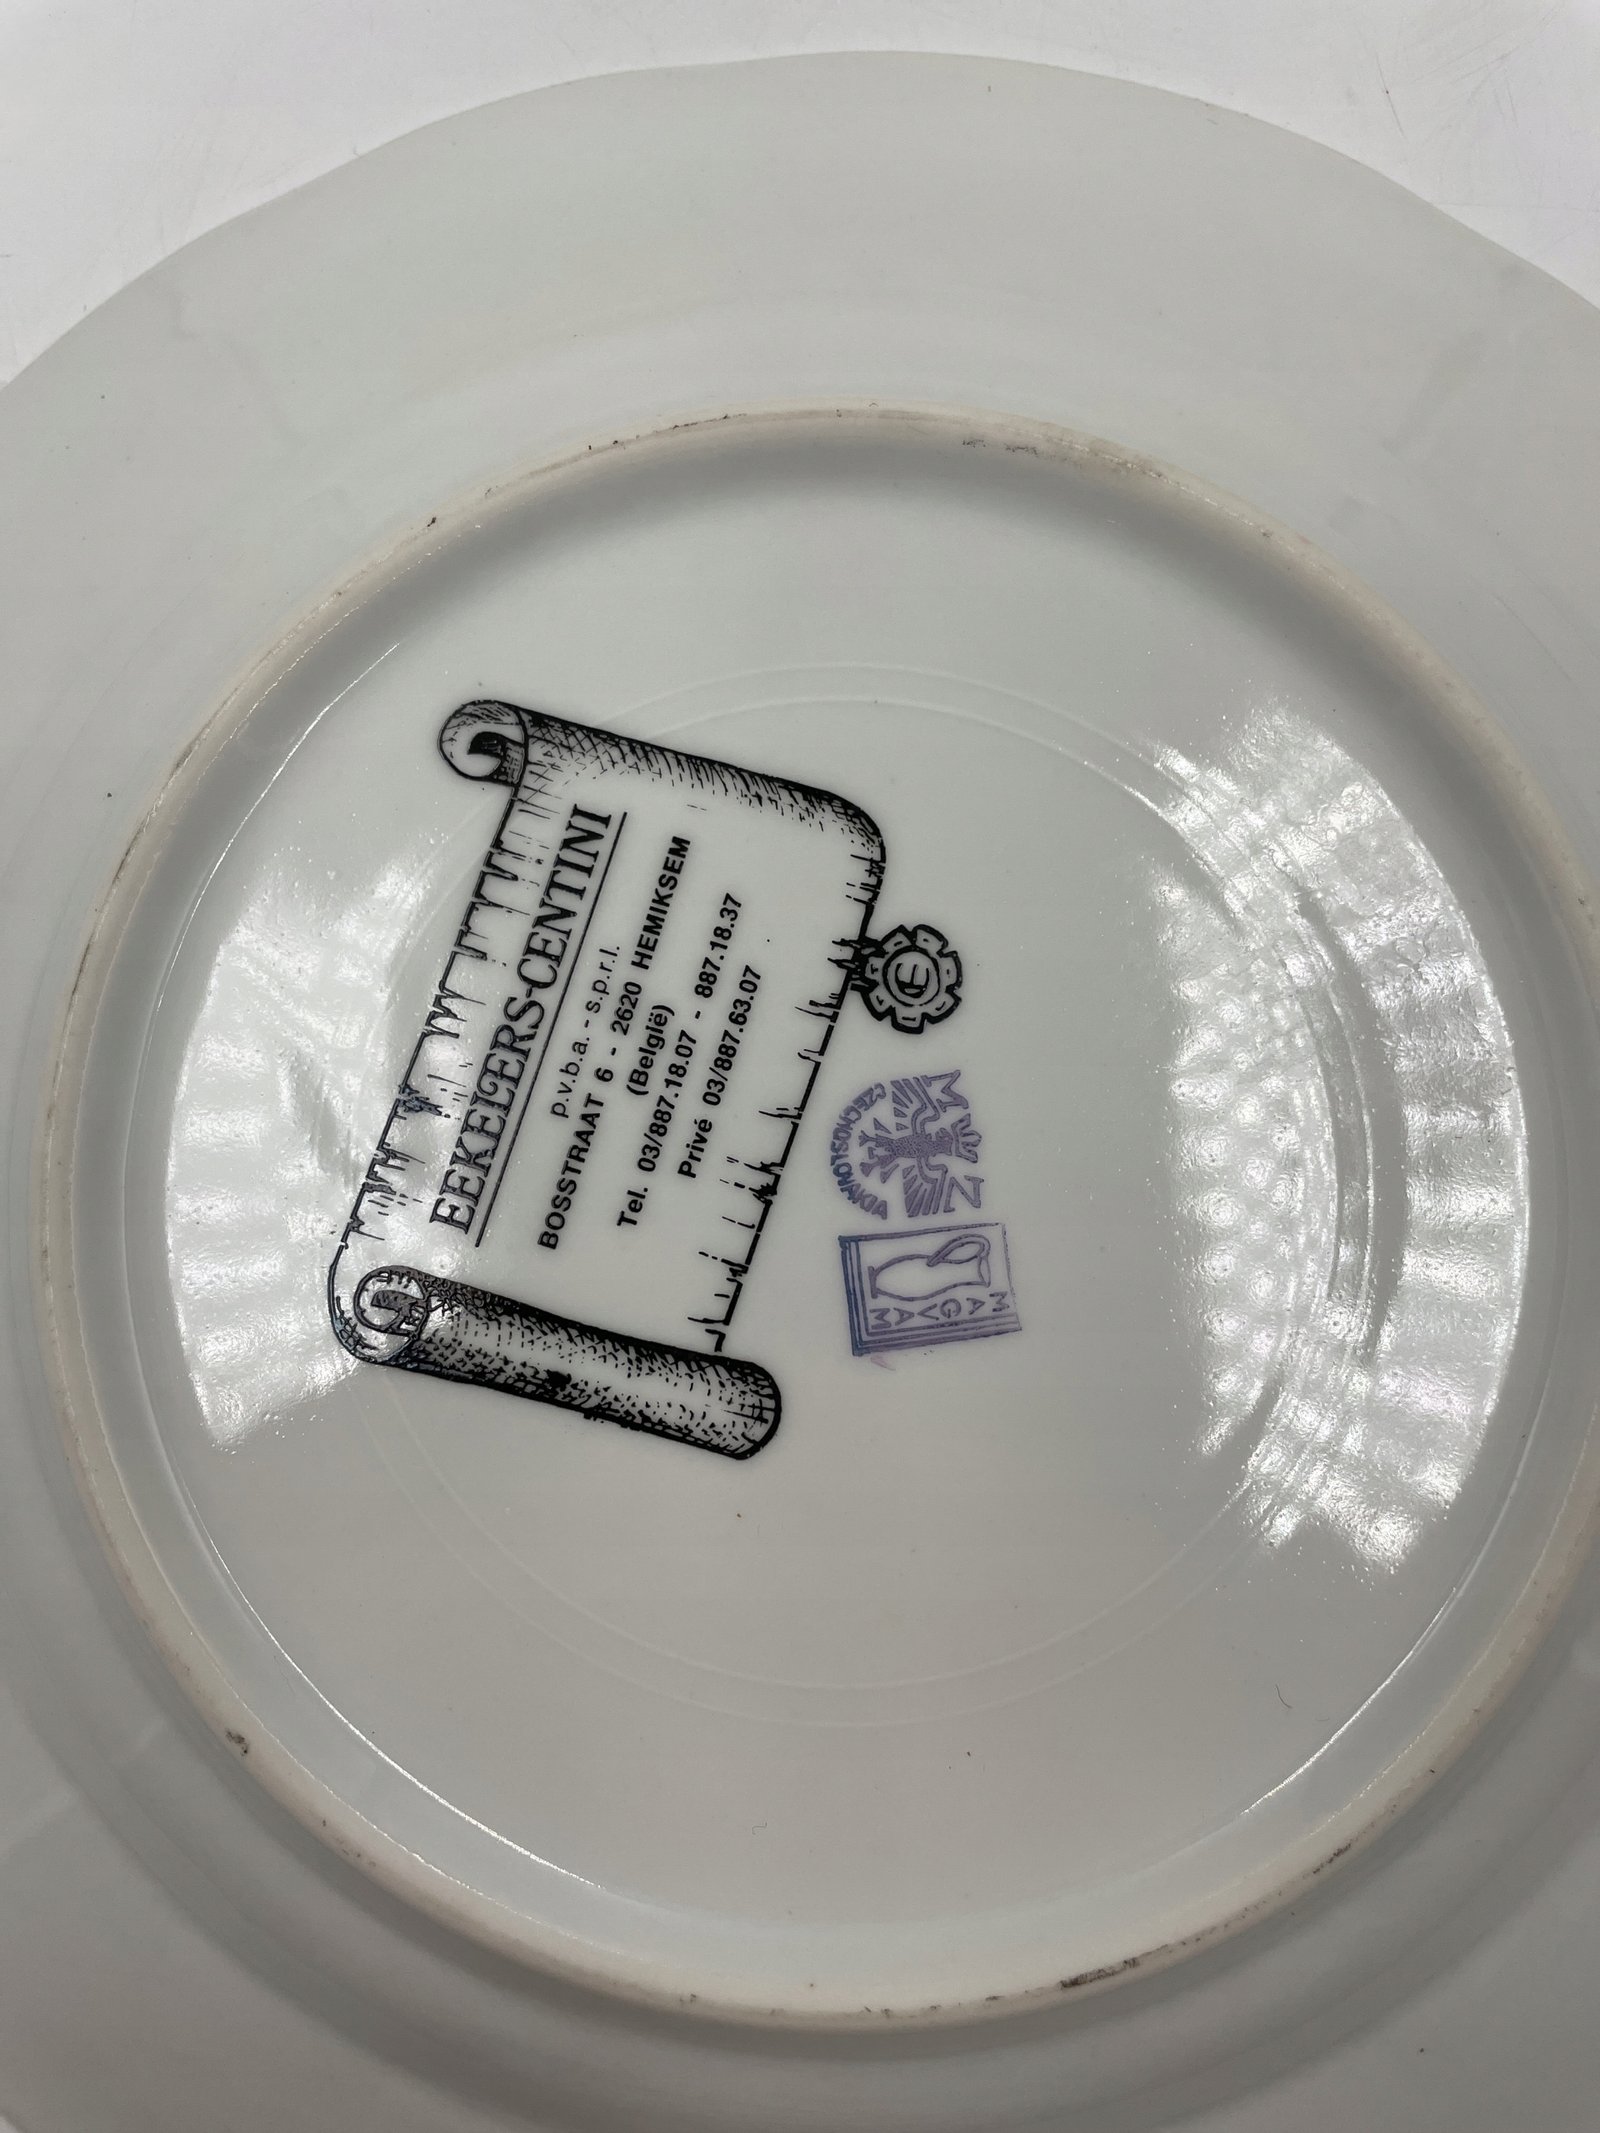 EEKELERS-CENTINI
p.v.b.a. - s.p.r.l.
BOSSTRAAT 6 - 2620 HEMIKSEM
(België)
Tel. 03/887.18.07 - 887.18.37
Privé 03/887.63.07
M Z
CZECHOSLOVAKIA
MAGVAM